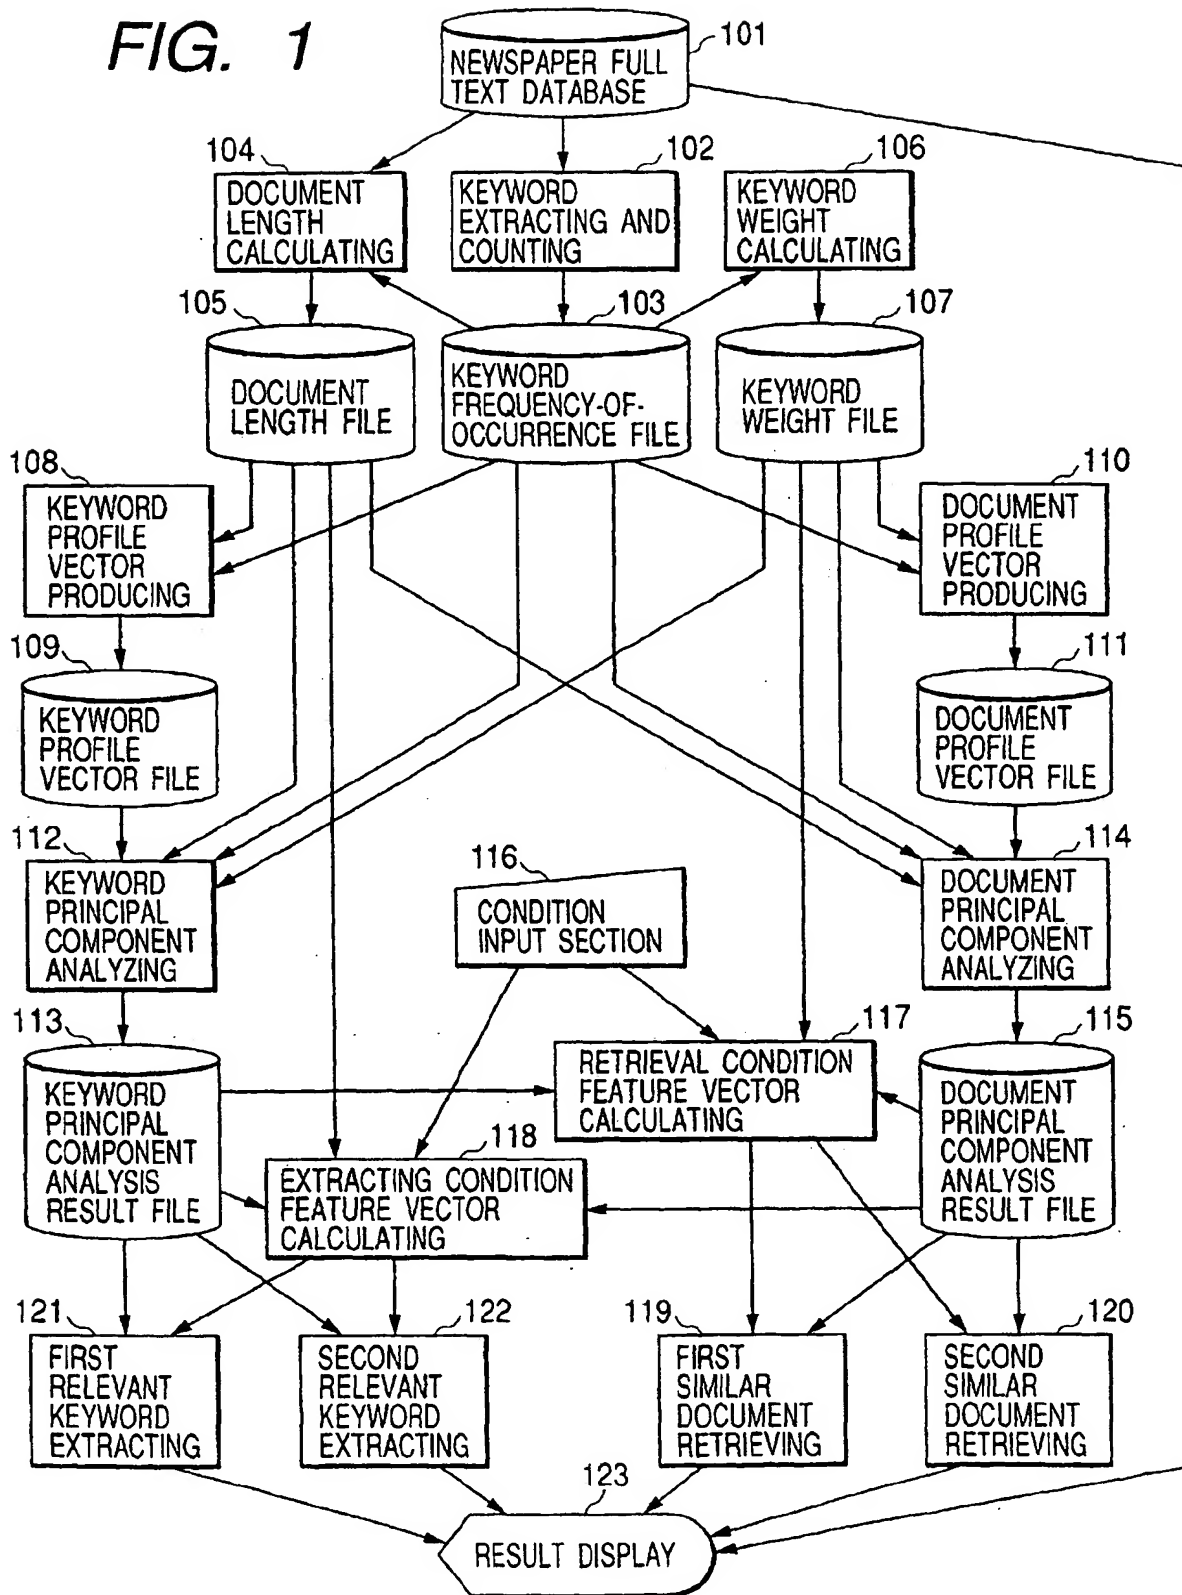 FIG. 1
101
NEWSPAPER FULL
TEXT DATABASE
104
DOCUMENT
LENGTH
CALCULATING
102
KEYWORD
EXTRACTING AND
COUNTING
106
KEYWORD
WEIGHT
CALCULATING
105
DOCUMENT
LENGTH FILE
103
KEYWORD
FREQUENCY-OF-
OCCURRENCE FILE
107
KEYWORD
WEIGHT FILE
108
KEYWORD
PROFILE
VECTOR
PRODUCING
110
DOCUMENT
PROFILE
VECTOR
PRODUCING
109
KEYWORD
PROFILE
VECTOR FILE
111
DOCUMENT
PROFILE
VECTOR FILE
112
KEYWORD
PRINCIPAL
COMPONENT
ANALYZING
116
CONDITION
INPUT SECTION
114
DOCUMENT
PRINCIPAL
COMPONENT
ANALYZING
113
KEYWORD
PRINCIPAL
COMPONENT
ANALYSIS
RESULT FILE
117
RETRIEVAL CONDITION
FEATURE VECTOR
CALCULATING
115
DOCUMENT
PRINCIPAL
COMPONENT
ANALYSIS
RESULT FILE
118
EXTRACTING CONDITION
FEATURE VECTOR
CALCULATING
121
FIRST
RELEVANT
KEYWORD
EXTRACTING
122
SECOND
RELEVANT
KEYWORD
EXTRACTING
119
FIRST
SIMILAR
DOCUMENT
RETRIEVING
120
SECOND
SIMILAR
DOCUMENT
RETRIEVING
123
RESULT DISPLAY